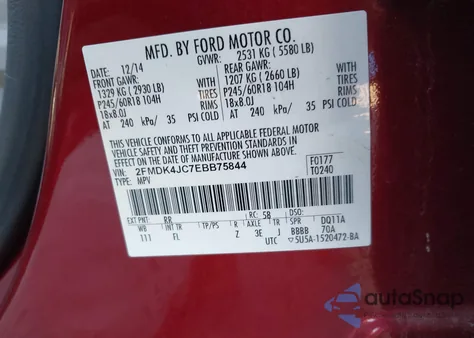 MFD. BY FORD MOTOR CO.
DATE: 12/14 GVWR: 2531 KG ( 5580 LB)
FRONT GAWR: REAR GAWR:
1329 KG ( 2930 LB) 1207 KG ( 2660 LB)
P245/60R18 104H TIRES P245/60R18 104H TIRES
18x8.0J RIMS 18x8.0J RIMS
AT 240 kPa/ 35 PSI COLD AT 240 kPa/ 35 PSI COLD
THIS VEHICLE CONFORMS TO ALL APPLICABLE FEDERAL MOTOR
VEHICLE SAFETY AND THEFT PREVENTION STANDARDS IN
EFFECT ON THE DATE OF MANUFACTURE SHOWN ABOVE.
VIN: 2FMDK4JC7EBB75844 F0177
TYPE: MPV T0240
EXT PNT: RR RC: 58 DSO:
WB TP/PS R AXLE TR SPR DQ11A
111 FL Z 3E J BBBB 70A
UTC 5U5A-1520472-BA
autoSnap